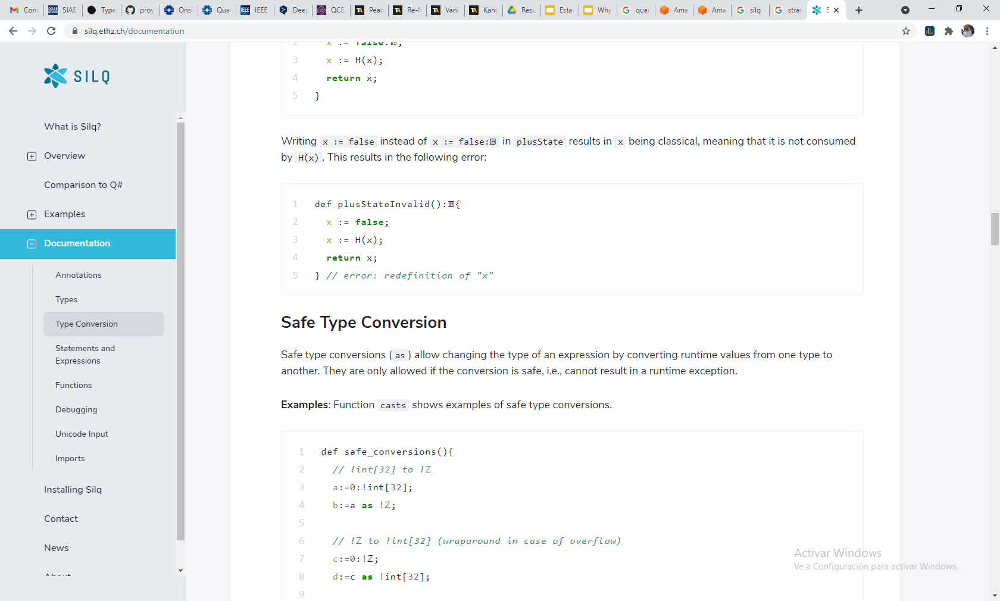 Con
SIAE
Type
proy
Ons
Qua
IEEE IEEE
Dee
QCE
TA Peac
TA Re-N
TA Vani
TA Kanc
Resu
Esta
Why
quar
Ama
Ama
silq
strav
S
silq.ethz.ch/documentation
SILQ
What is Silq?
Overview
Comparison to Q#
Examples
Documentation
Annotations
Types
Type Conversion
Statements and
Expressions
Functions
Debugging
Unicode Input
Imports
Installing Silq
Contact
News
About
2 x := false:𝔹;
3 x := H(x);
4 return x;
5 }
Writing x := false instead of x := false:𝔹 in plusState results in x being classical, meaning that it is not consumed
by H(x) . This results in the following error:
1 def plusStateInvalid():𝔹{
2 x := false;
3 x := H(x);
4 return x;
5 } // error: redefinition of "x"
Safe Type Conversion
Safe type conversions ( as ) allow changing the type of an expression by converting runtime values from one type to
another. They are only allowed if the conversion is safe, i.e., cannot result in a runtime exception.
Examples: Function casts shows examples of safe type conversions.
1 def safe_conversions(){
2 // !int[32] to !ℤ
3 a:=0:!int[32];
4 b:=a as !ℤ;
5
6 // !ℤ to !int[32] (wraparound in case of overflow)
7 c:=0:!ℤ;
8 d:=c as !int[32];
9
Activar Windows
Ve a Configuración para activar Windows.